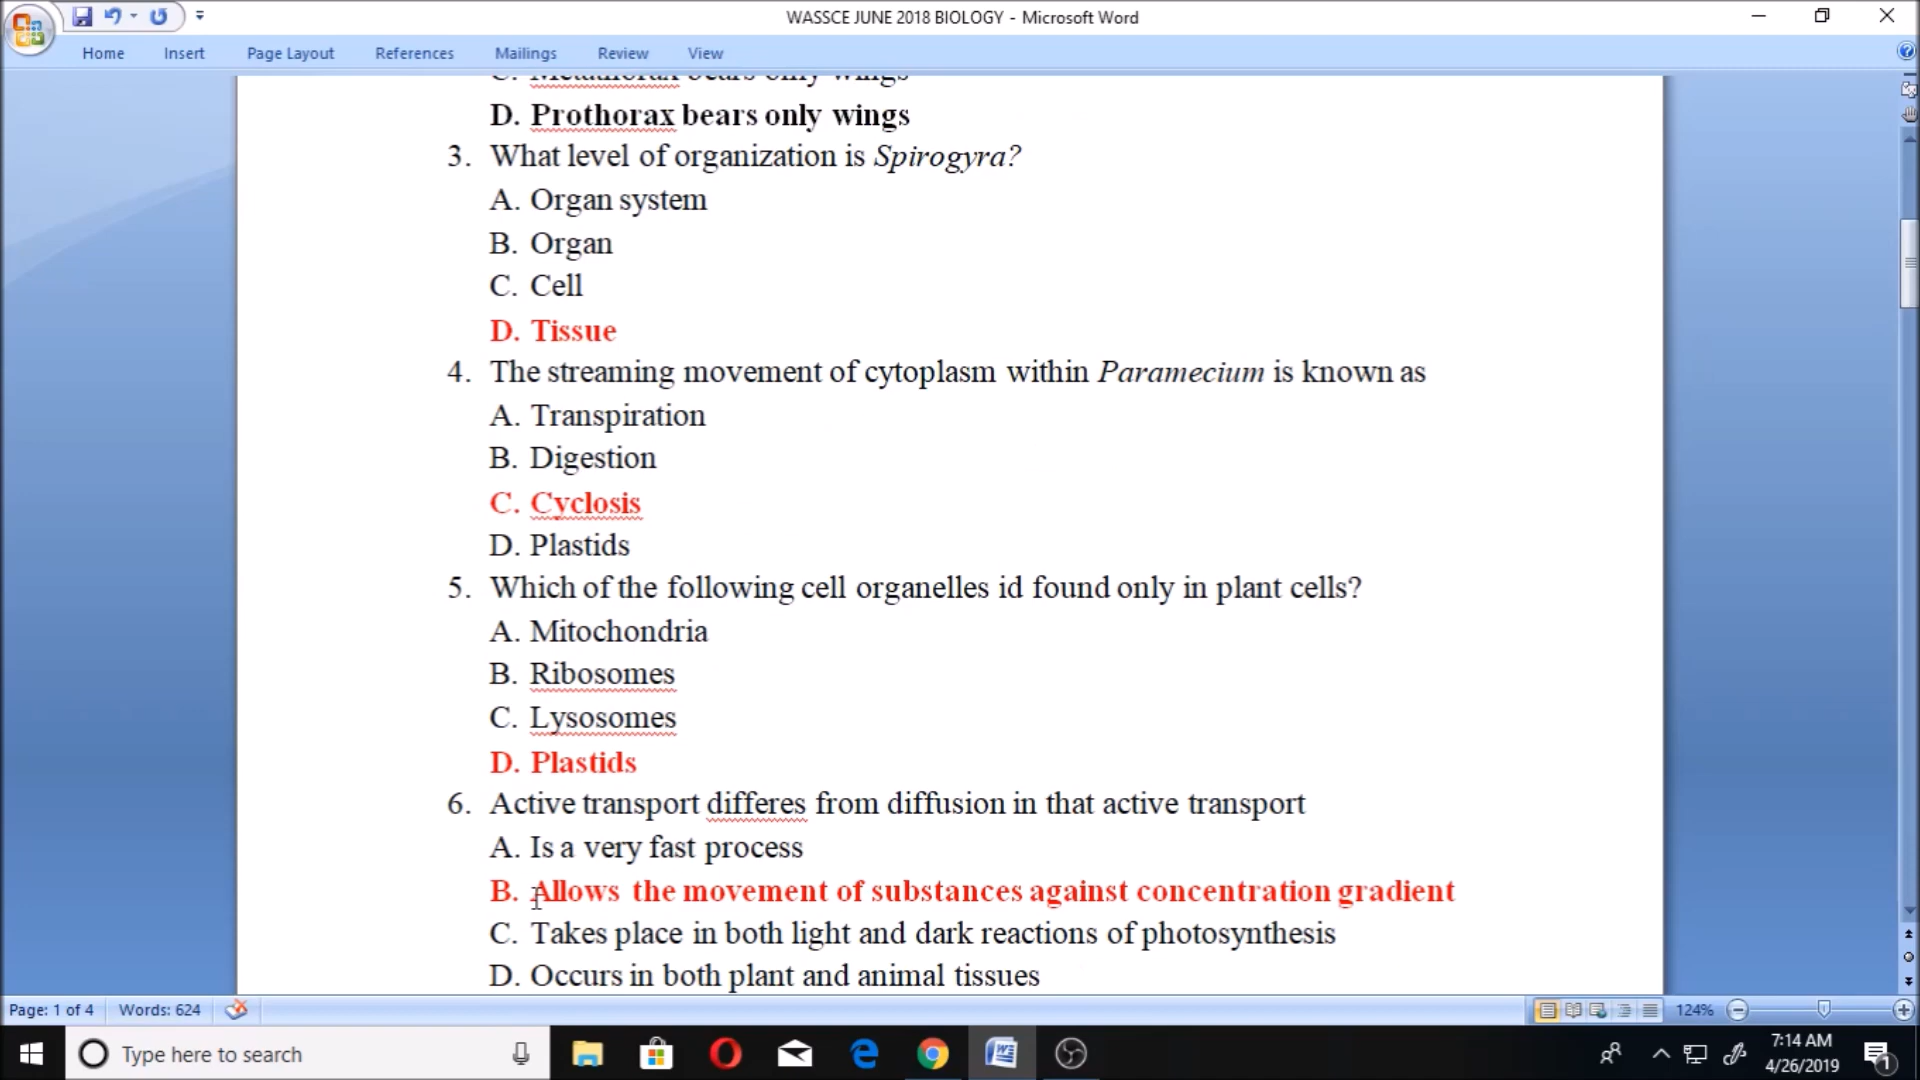 WASSCE JUNE 2018 BIOLOGY - Microsoft Word
Home Insert Page Layout References Mailings Review View
C. Metathorax bears only wings
D. Prothorax bears only wings
3. What level of organization is Spirogyra?
A. Organ system
B. Organ
C. Cell
D. Tissue
4. The streaming movement of cytoplasm within Paramecium is known as
A. Transpiration
B. Digestion
C. Cyclosis
D. Plastids
5. Which of the following cell organelles id found only in plant cells?
A. Mitochondria
B. Ribosomes
C. Lysosomes
D. Plastids
6. Active transport differes from diffusion in that active transport
A. Is a very fast process
B. Allows the movement of substances against concentration gradient
C. Takes place in both light and dark reactions of photosynthesis
D. Occurs in both plant and animal tissues
Page: 1 of 4 Words: 624 124%
Type here to search 7:14 AM
4/26/2019 1